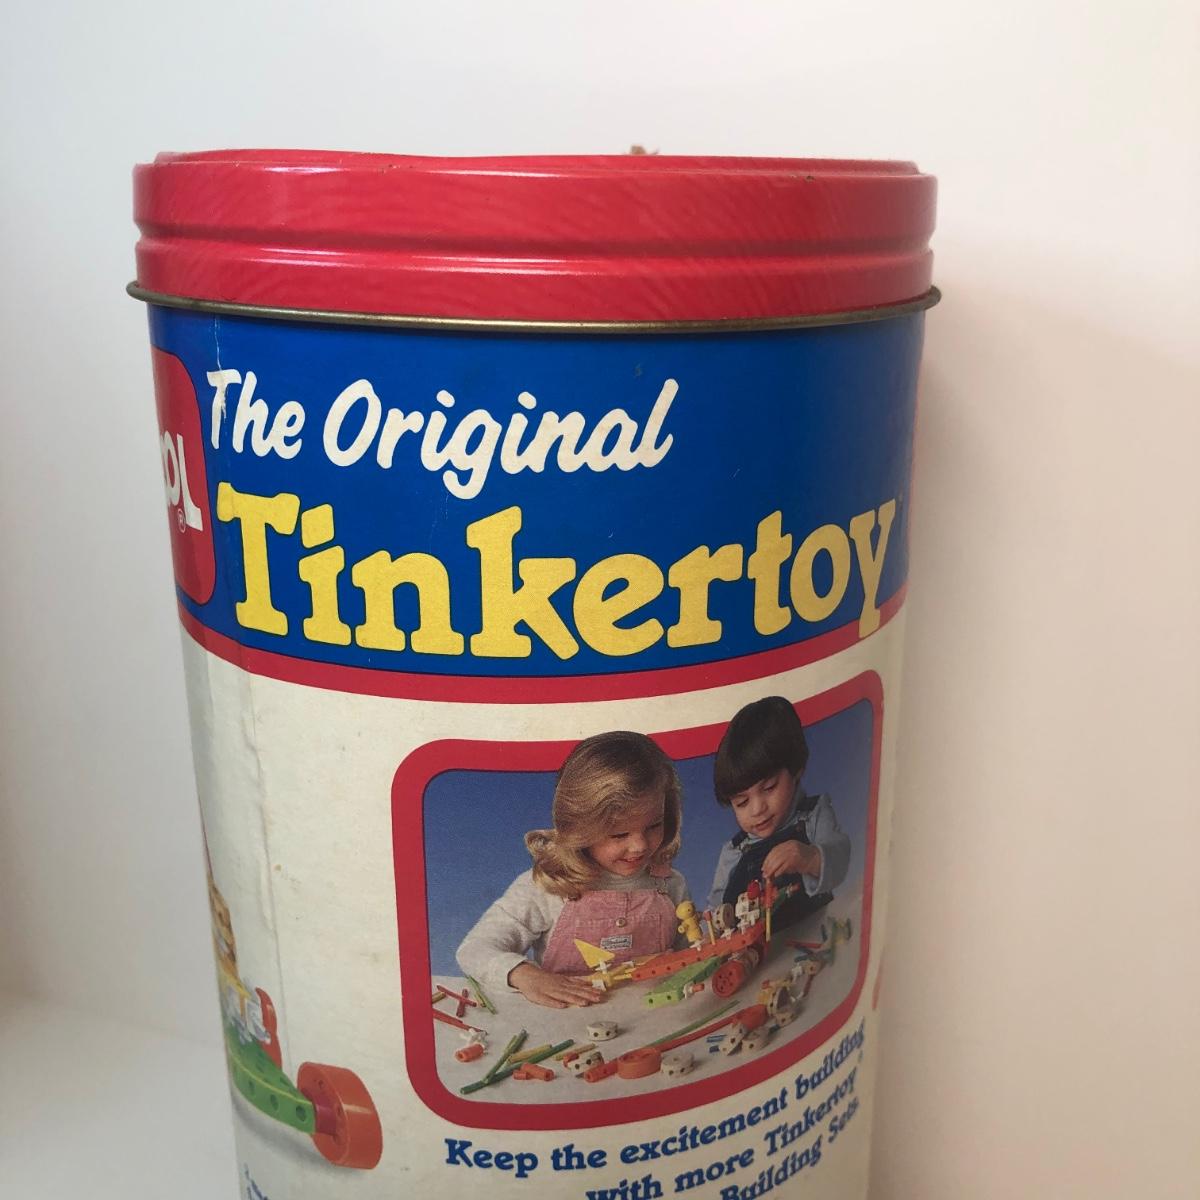 The Original
Tinkertoy
Keep the excitement building
with more Tinkertoy®
Building Sets.